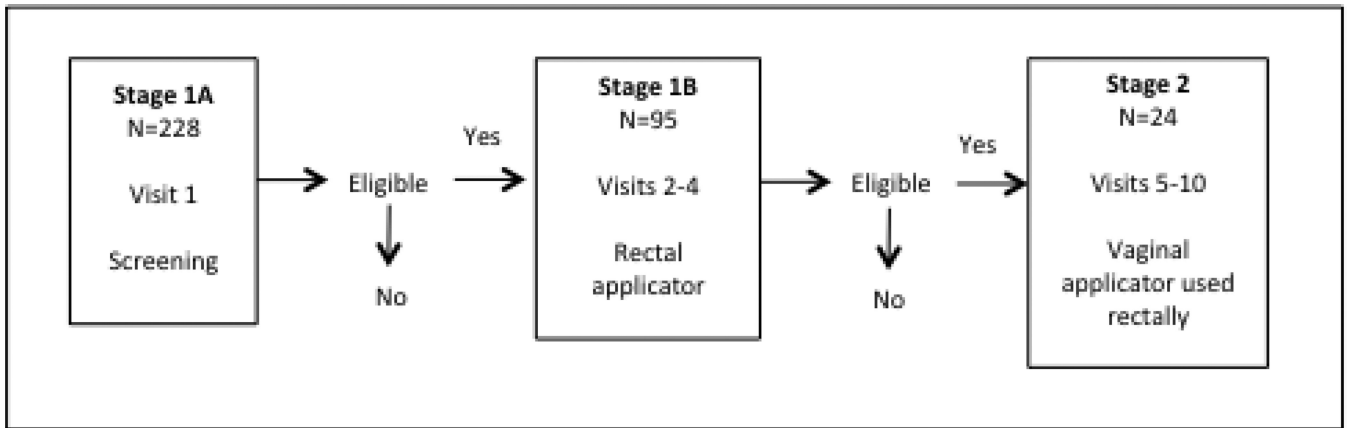 Stage 1A
N=228
Visit 1
Screening
Eligible
Yes
No
Stage 1B
N=95
Visits 2-4
Rectal
applicator
Eligible
Yes
No
Stage 2
N=24
Visits 5-10
Vaginal
applicator used
rectally